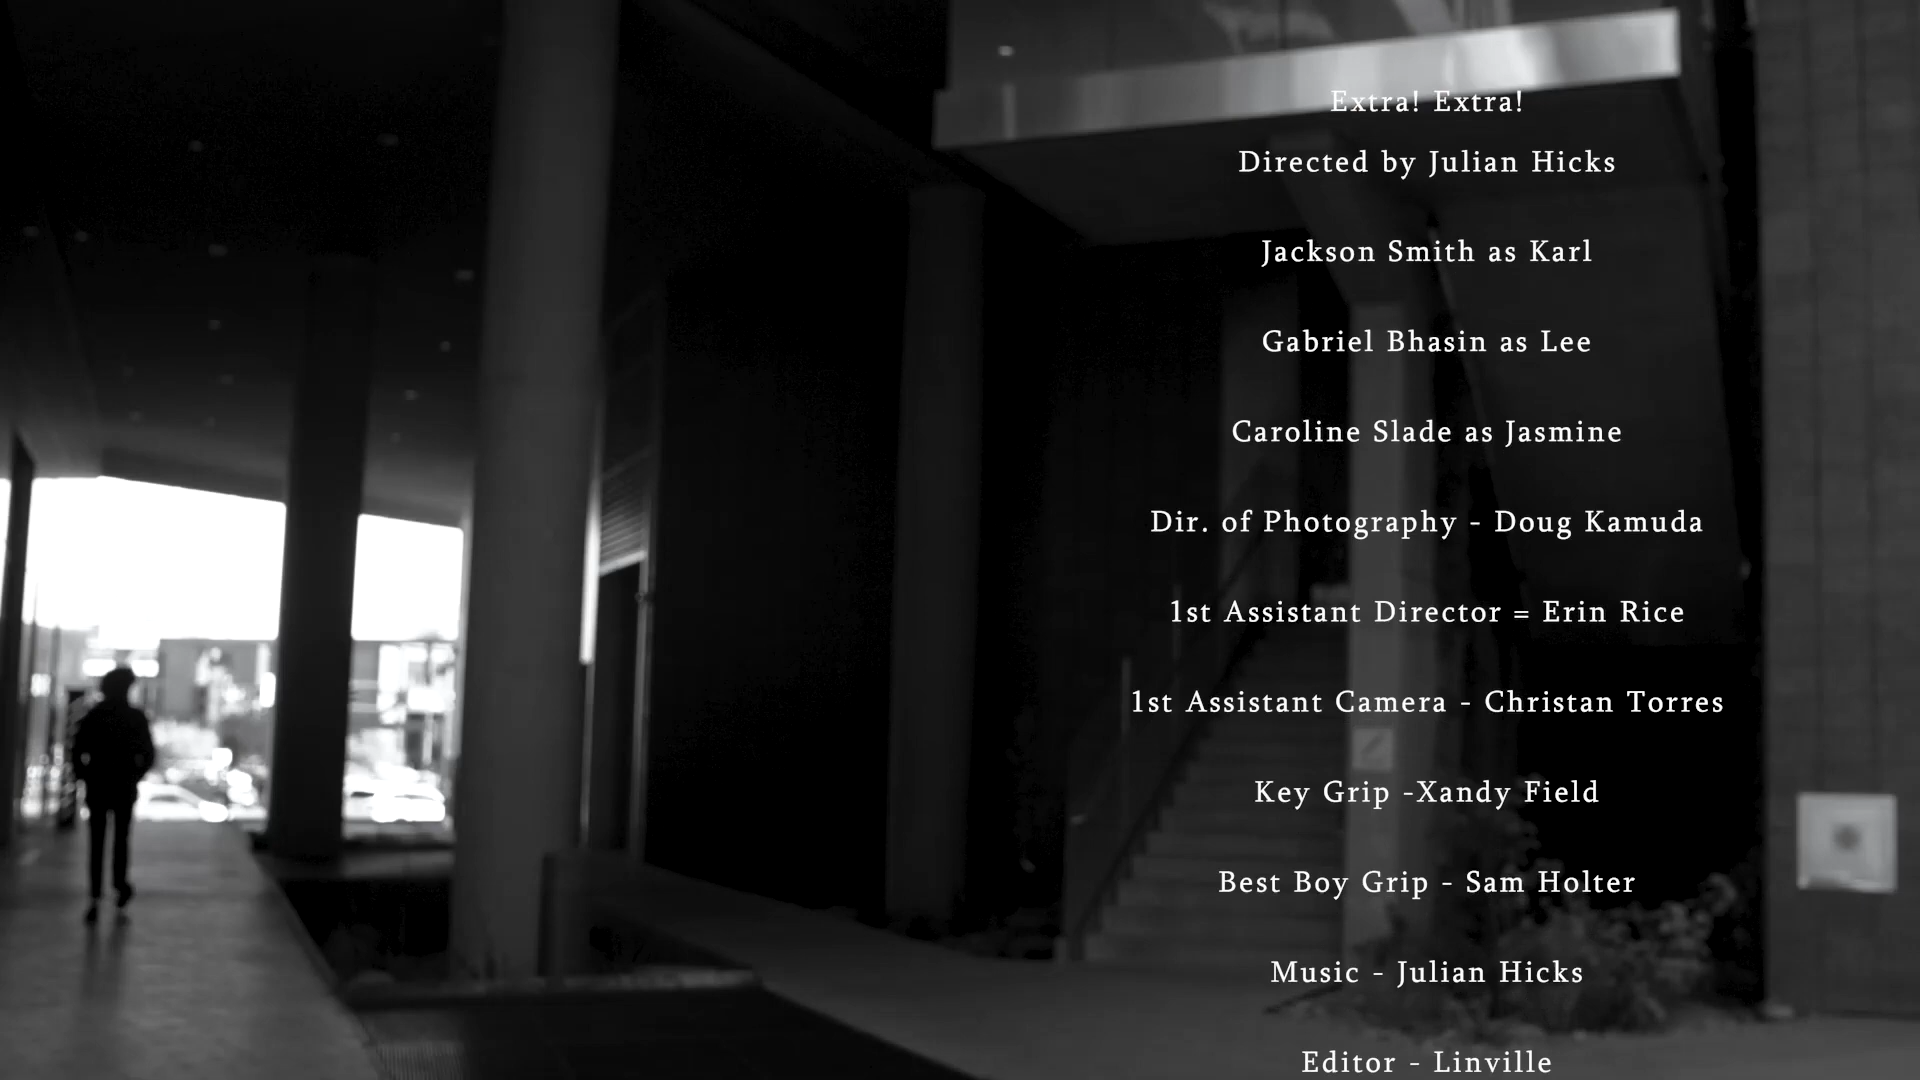 Extra! Extra!
Directed by Julian Hicks
Jackson Smith as Karl
Gabriel Bhasin as Lee
Caroline Slade as Jasmine
Dir. of Photography - Doug Kamuda
1st Assistant Director = Erin Rice
1st Assistant Camera - Christan Torres
Key Grip -Xandy Field
Best Boy Grip - Sam Holter
Music - Julian Hicks
Editor - Linville